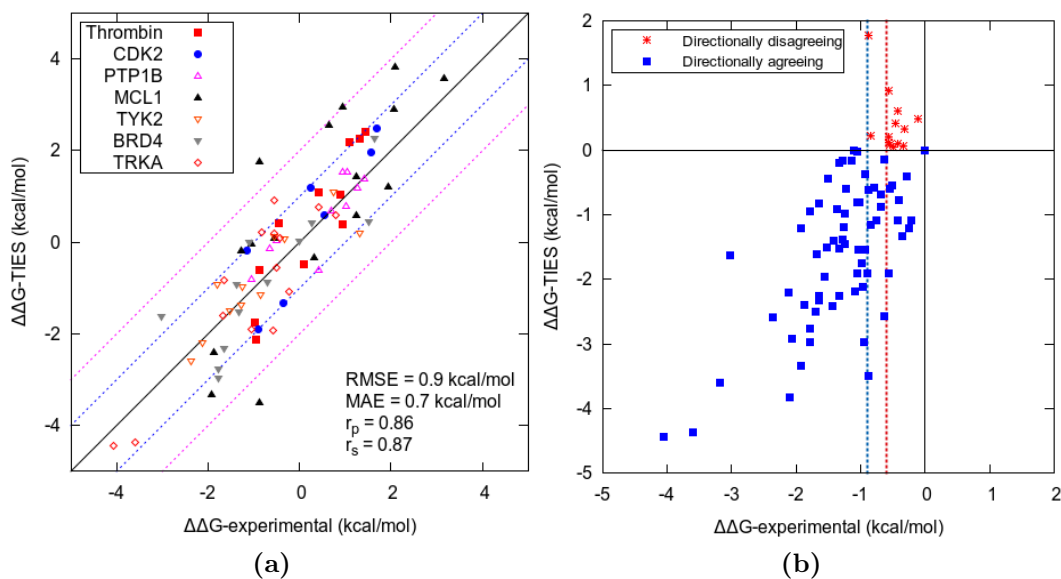 Thrombin
CDK2
PTP1B
MCL1
TYK2
BRD4
TRKA
4
2
0
-2
-4
-4
-2
0
2
4
ΔΔG-TIES (kcal/mol)
ΔΔG-experimental (kcal/mol)
RMSE = 0.9 kcal/mol
MAE = 0.7 kcal/mol
rp = 0.86
rs = 0.87
(a)
Directionally disagreeing
Directionally agreeing
2
1
0
-1
-2
-3
-4
-5
-5
-4
-3
-2
-1
0
1
2
ΔΔG-TIES (kcal/mol)
ΔΔG-experimental (kcal/mol)
(b)